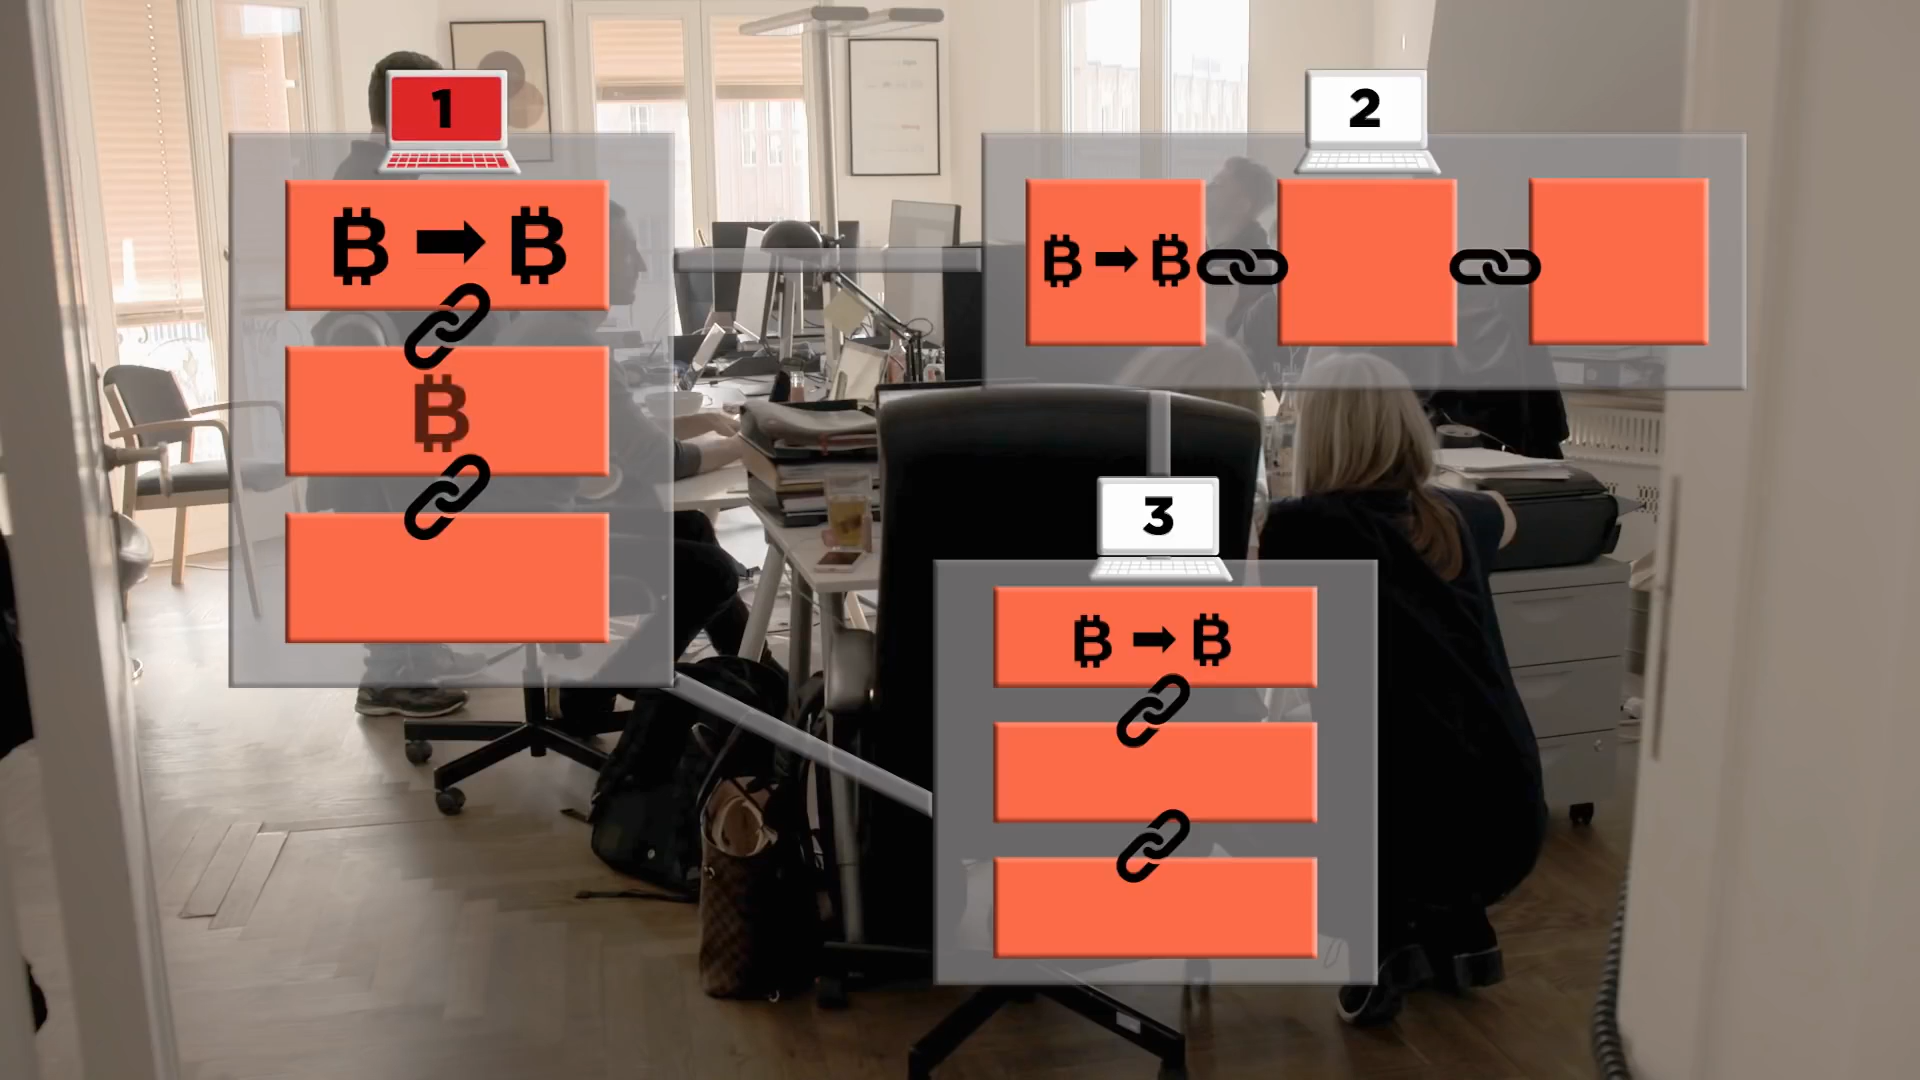 1
2
₿ → ₿
₿ → ₿
₿
3
₿ → ₿